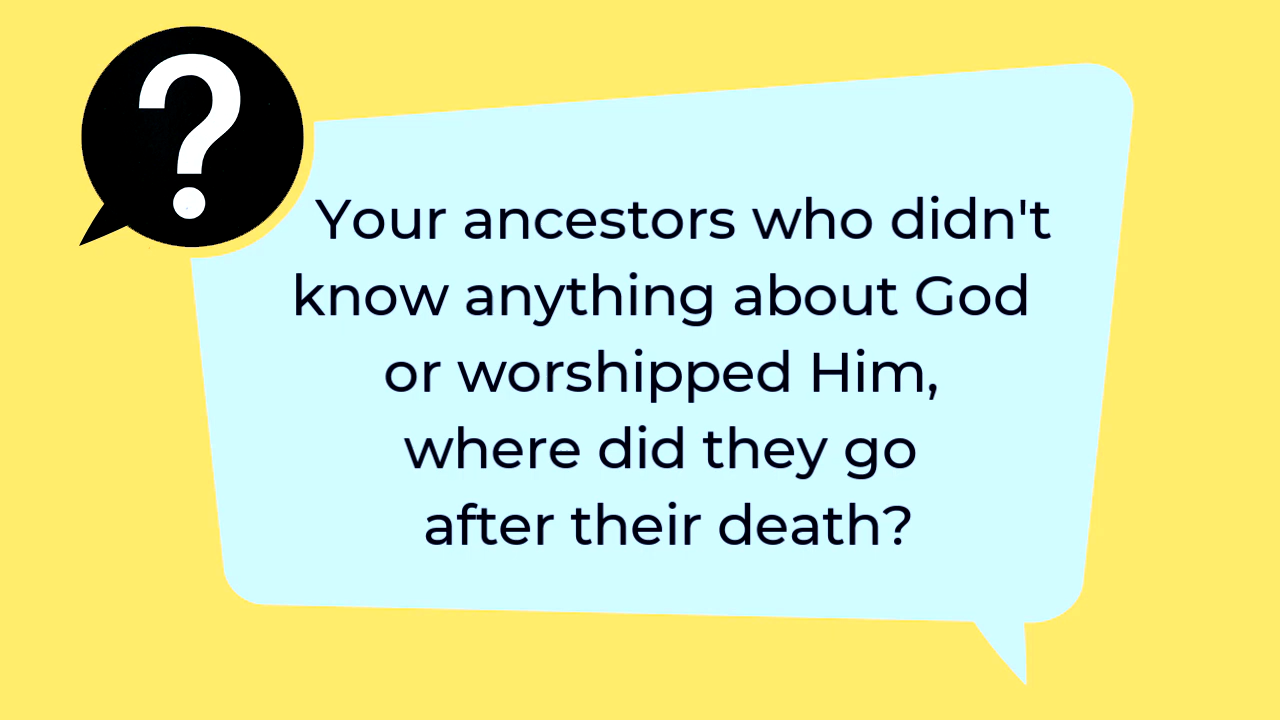 ?
Your ancestors who didn't
know anything about God
or worshipped Him,
where did they go
after their death?